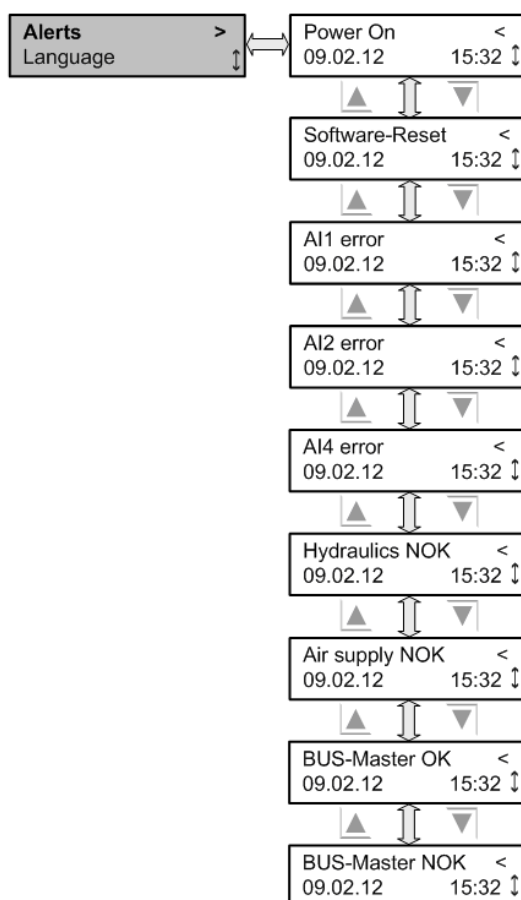 Alerts >
Language
Power On <
09.02.12 15:32
Software-Reset <
09.02.12 15:32
AI1 error <
09.02.12 15:32
AI2 error <
09.02.12 15:32
AI4 error <
09.02.12 15:32
Hydraulics NOK <
09.02.12 15:32
Air supply NOK <
09.02.12 15:32
BUS-Master OK <
09.02.12 15:32
BUS-Master NOK <
09.02.12 15:32